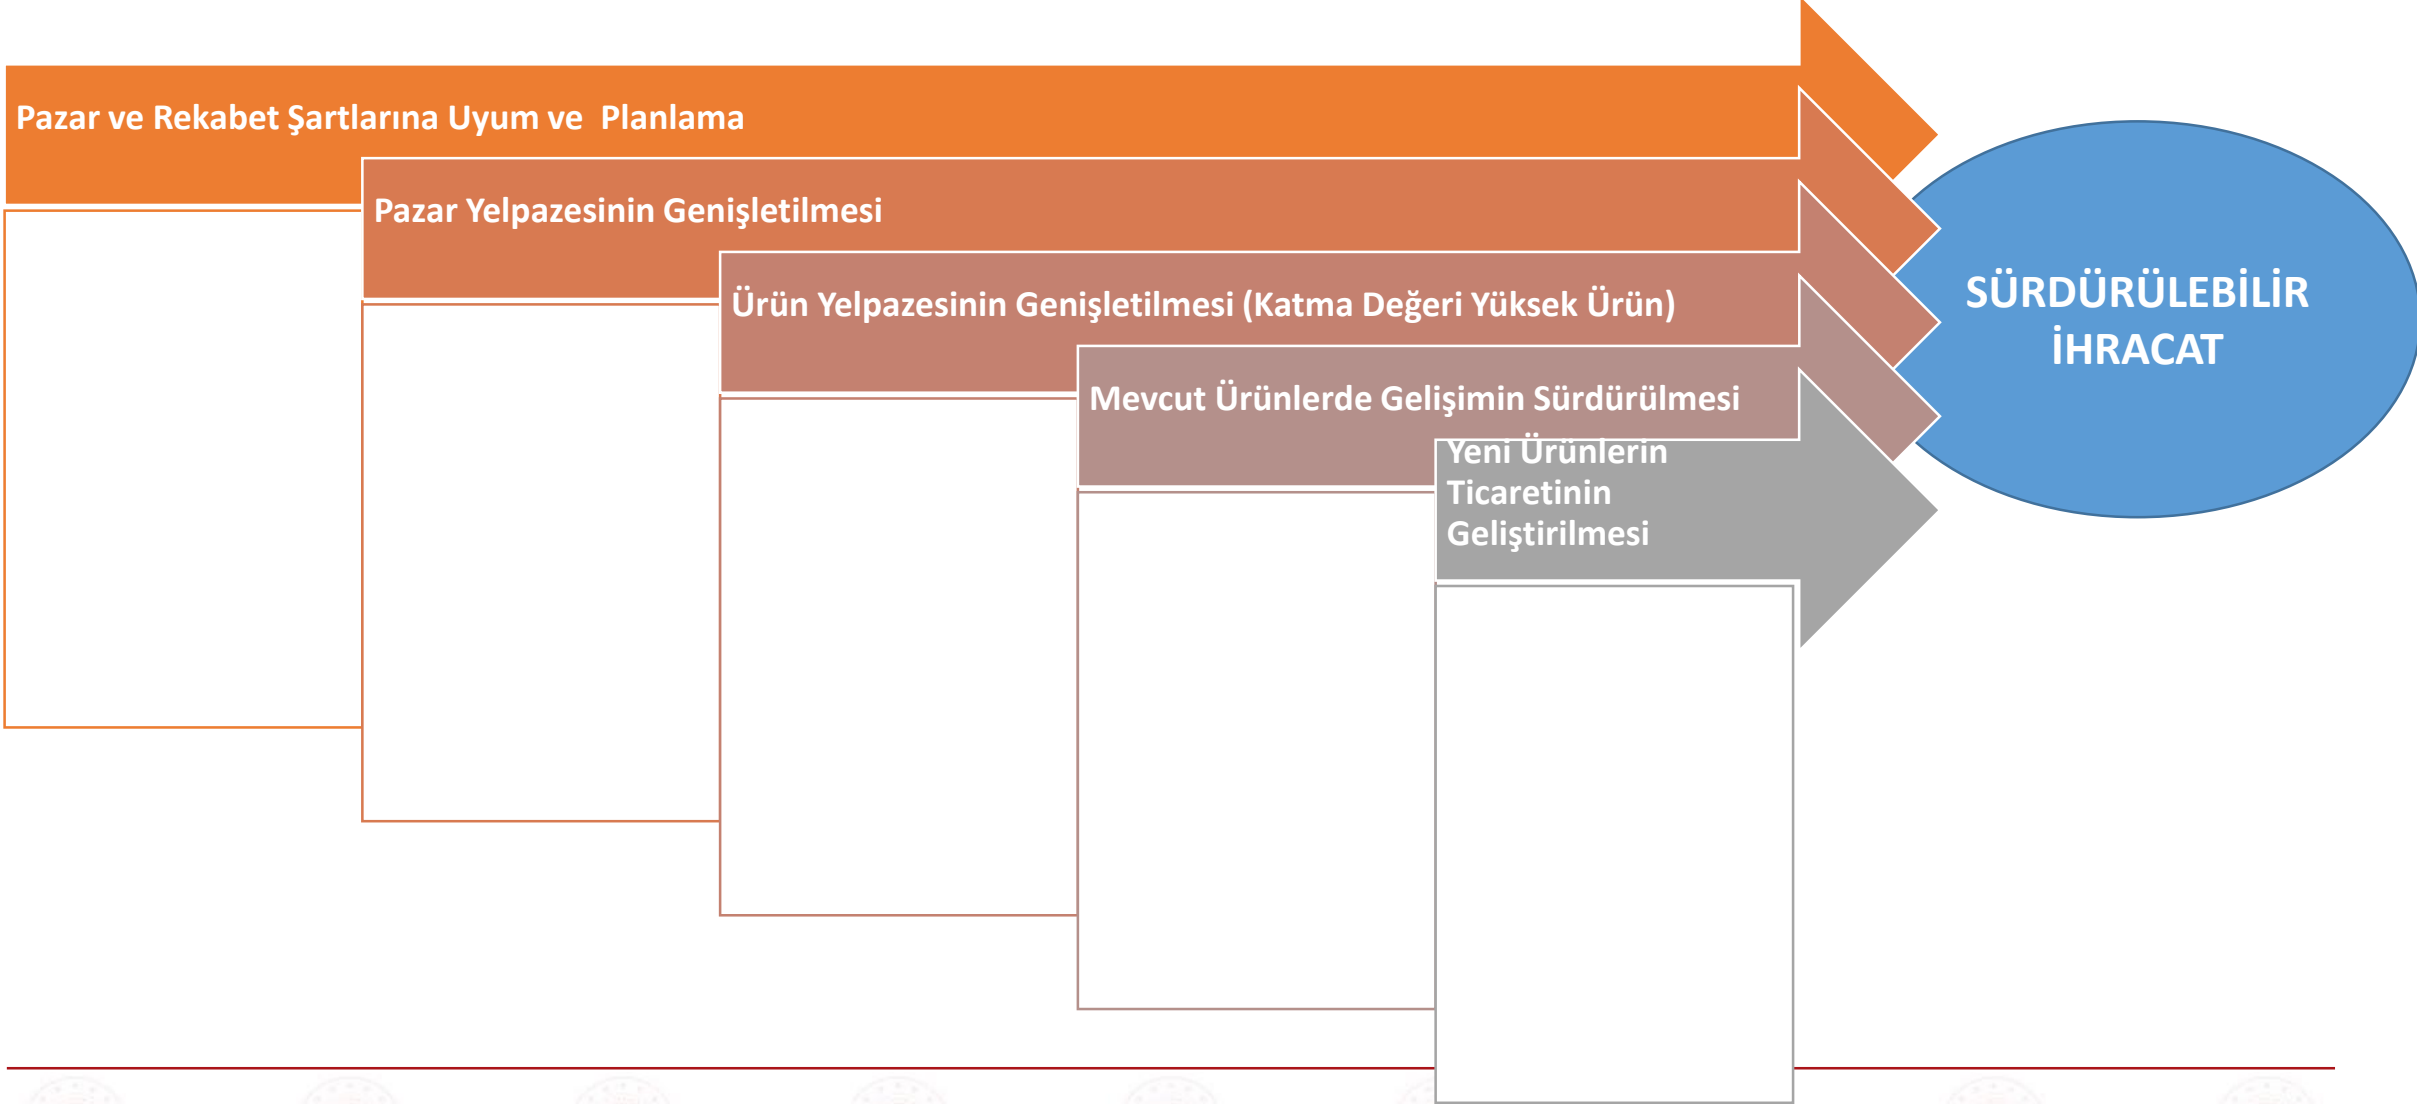 Pazar ve Rekabet Şartlarına Uyum ve  Planlama
Pazar Yelpazesinin Genişletilmesi
Ürün Yelpazesinin Genişletilmesi (Katma Değeri Yüksek Ürün)
Mevcut Ürünlerde Gelişimin Sürdürülmesi
Yeni Ürünlerin
Ticaretinin
Geliştirilmesi
SÜRDÜRÜLEBİLİR
İHRACAT